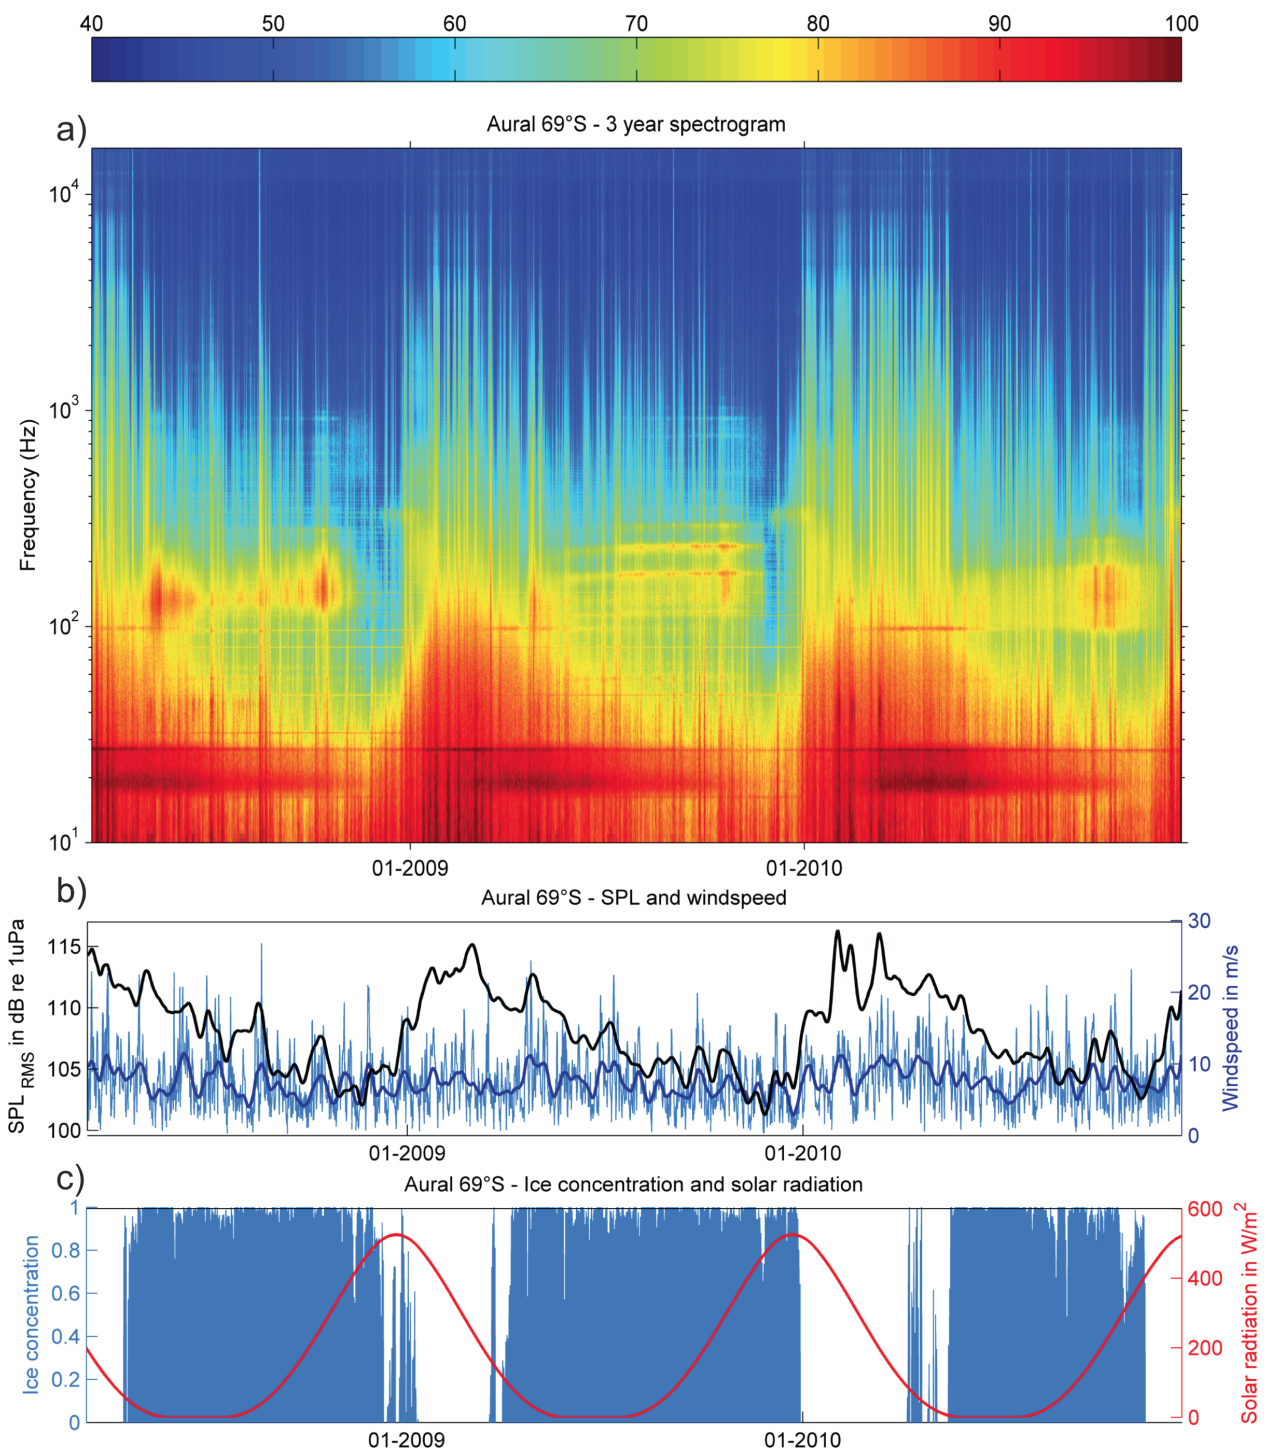 40 50 60 70 80 90 100
a)
Aural 69°S - 3 year spectrogram
10^4
10^3
10^2
10^1
Frequency (Hz)
01-2009 01-2010
b)
Aural 69°S - SPL and windspeed
SPL RMS in dB re 1uPa
115
110
105
100
30
20
10
0
Windspeed in m/s
01-2009 01-2010
c)
Aural 69°S - Ice concentration and solar radiation
Ice concentration
1
0.8
0.6
0.4
0.2
0
600
400
200
0
Solar radtiation in W/m^2
01-2009 01-2010